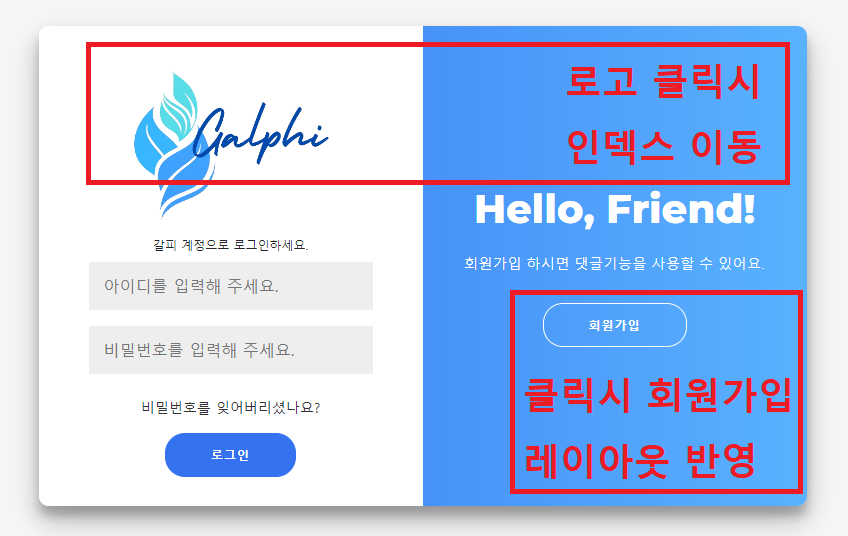 로고 클릭시
인덱스 이동
Galphi
갈피 계정으로 로그인하세요.
아이디를 입력해 주세요.
비밀번호를 입력해 주세요.
비밀번호를 잊어버리셨나요?
로그인
Hello, Friend!
회원가입 하시면 댓글기능을 사용할 수 있어요.
회원가입
클릭시 회원가입
레이아웃 반영